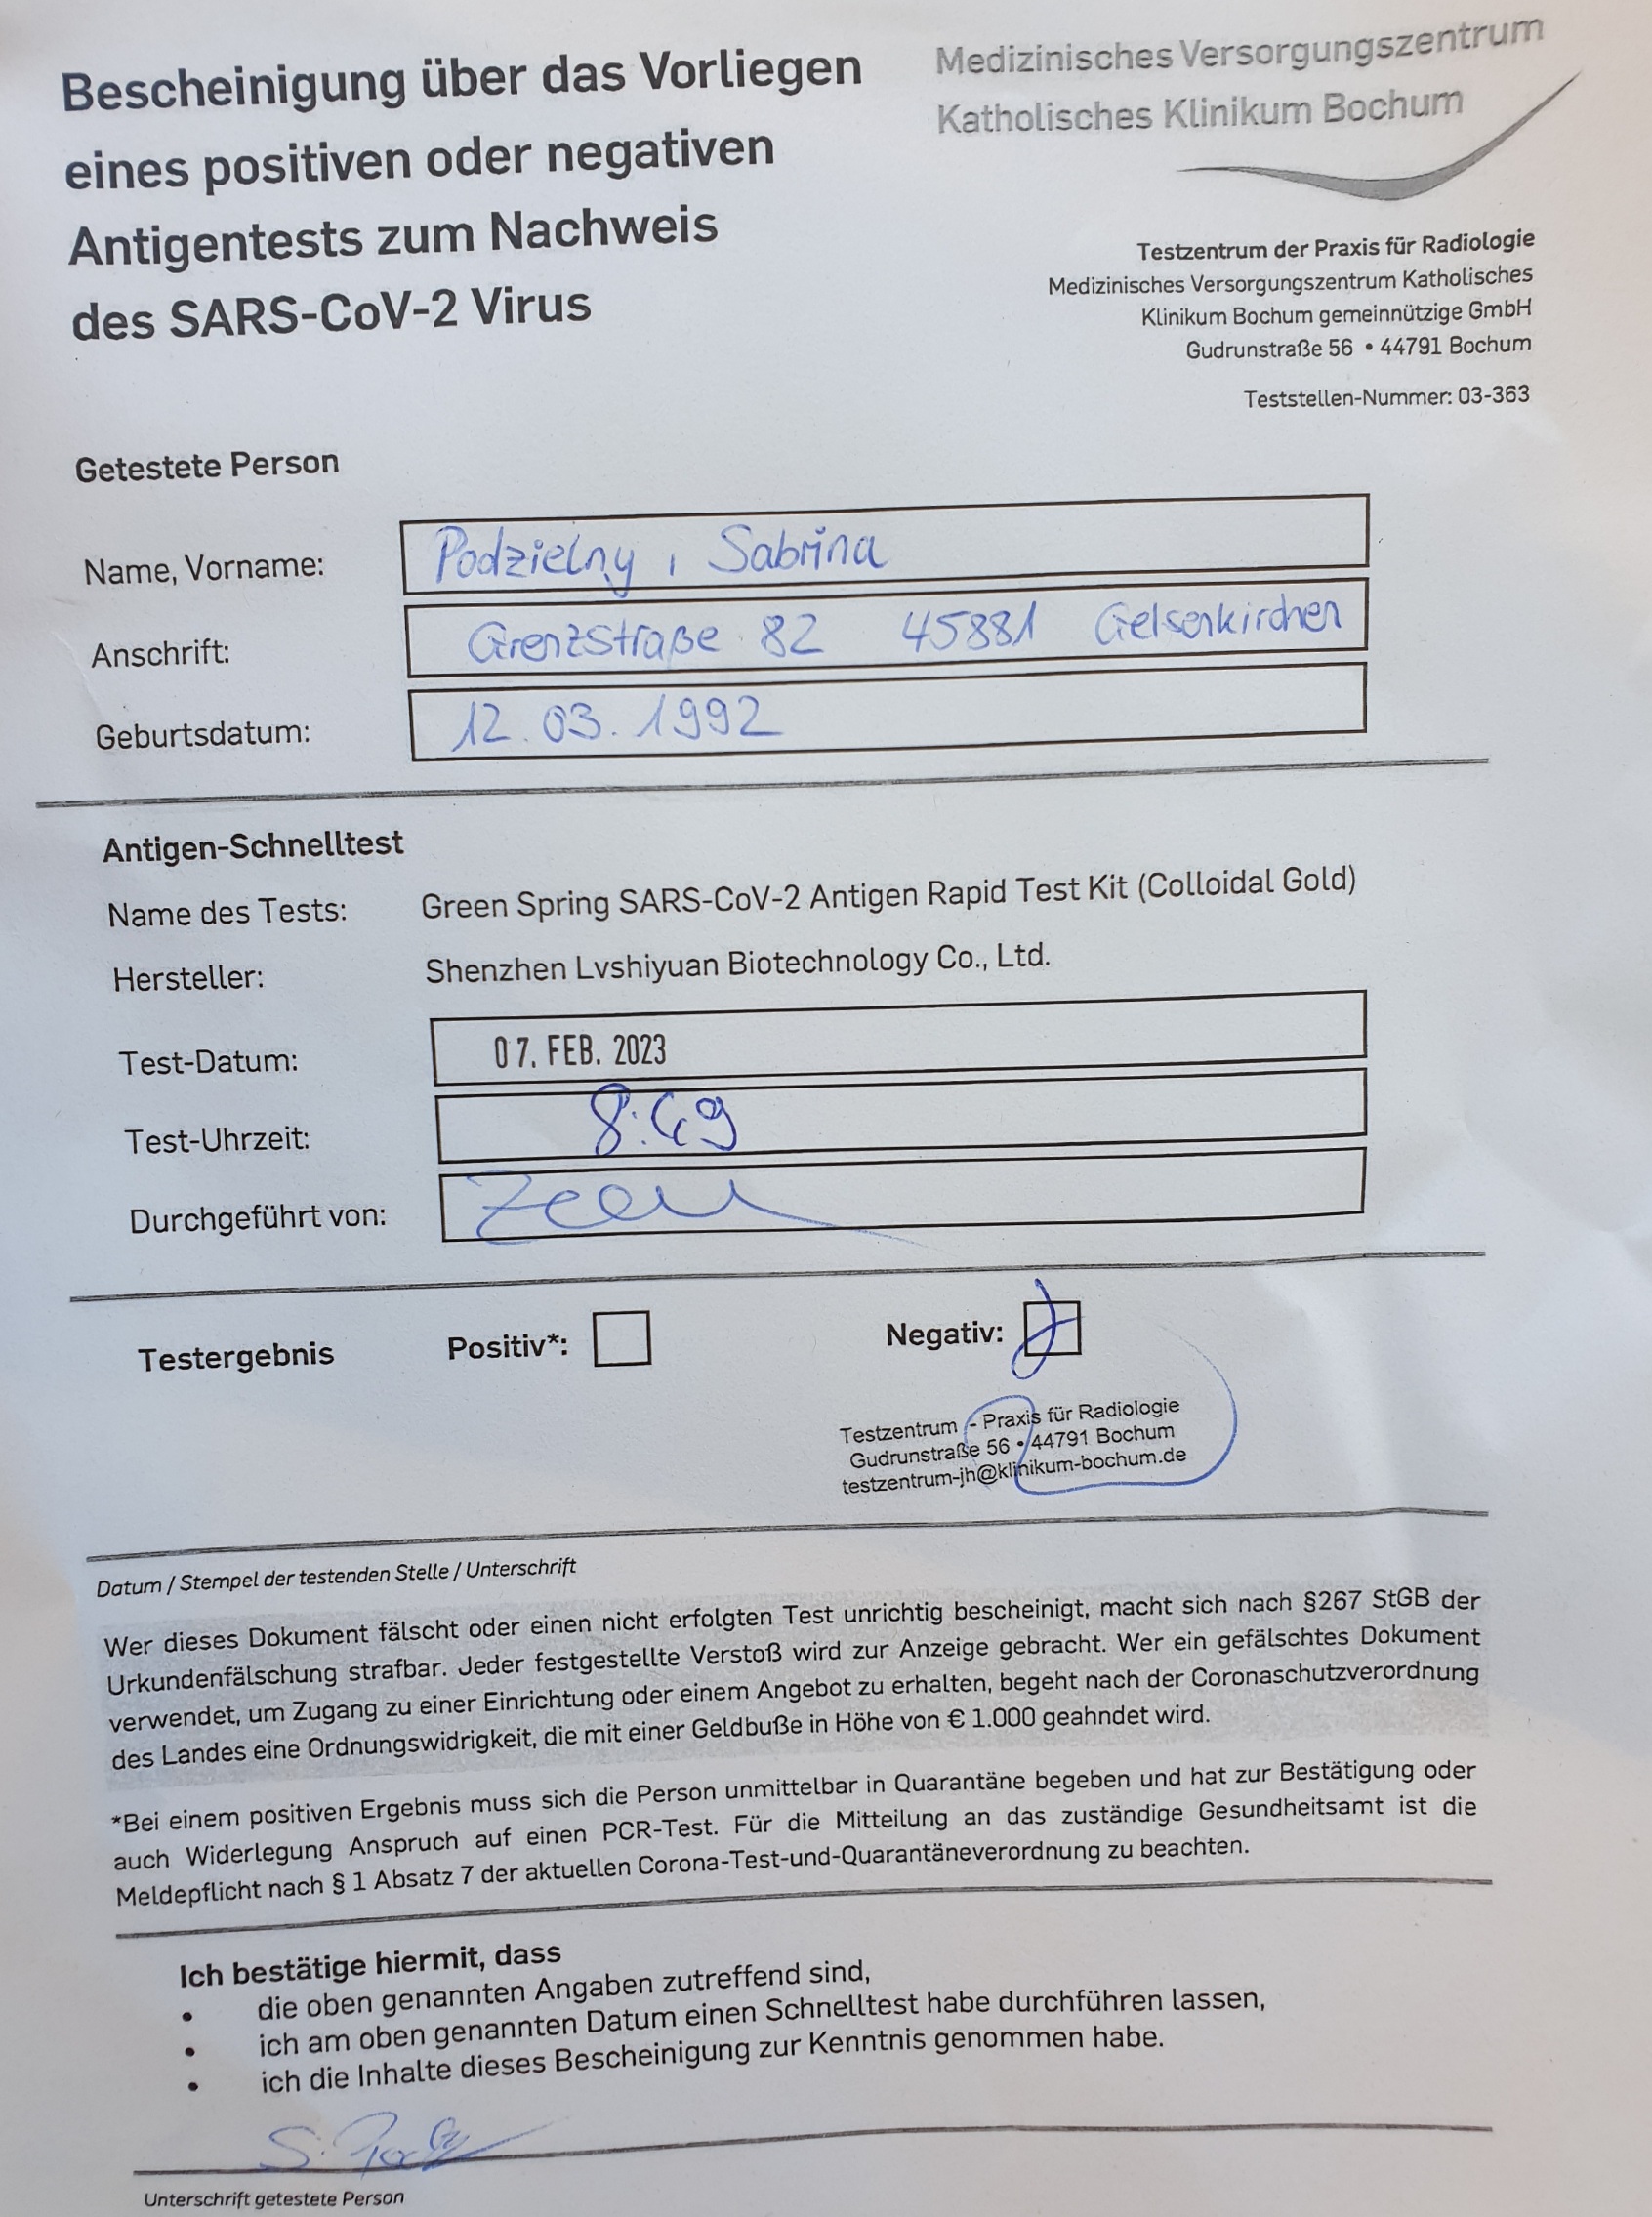 Bescheinigung über das Vorliegen
eines positiven oder negativen
Antigentests zum Nachweis
des SARS-CoV-2 Virus
Medizinisches Versorgungszentrum
Katholisches Klinikum Bochum
Testzentrum der Praxis für Radiologie
Medizinisches Versorgungszentrum Katholisches
Klinikum Bochum gemeinnützige GmbH
Gudrunstraße 56 • 44791 Bochum
Teststellen-Nummer: 03-363
Getestete Person
Name, Vorname: Podzielny, Sabrina
Anschrift: Grenzstraße 82 45881 Gelsenkirchen
Geburtsdatum: 12.03.1992
Antigen-Schnelltest
Name des Tests: Green Spring SARS-CoV-2 Antigen Rapid Test Kit (Colloidal Gold)
Hersteller: Shenzhen Lvshiyuan Biotechnology Co., Ltd.
Test-Datum: 07. FEB. 2023
Test-Uhrzeit: 8:49
Durchgeführt von:
Testergebnis Positiv*: Negativ:
Testzentrum - Praxis für Radiologie
Gudrunstraße 56 • 44791 Bochum
testzentrum-jh@klinikum-bochum.de
Datum / Stempel der testenden Stelle / Unterschrift
Wer dieses Dokument fälscht oder einen nicht erfolgten Test unrichtig bescheinigt, macht sich nach §267 StGB der
Urkundenfälschung strafbar. Jeder festgestellte Verstoß wird zur Anzeige gebracht. Wer ein gefälschtes Dokument
verwendet, um Zugang zu einer Einrichtung oder einem Angebot zu erhalten, begeht nach der Coronaschutzverordnung
des Landes eine Ordnungswidrigkeit, die mit einer Geldbuße in Höhe von € 1.000 geahndet wird.
*Bei einem positiven Ergebnis muss sich die Person unmittelbar in Quarantäne begeben und hat zur Bestätigung oder
auch Widerlegung Anspruch auf einen PCR-Test. Für die Mitteilung an das zuständige Gesundheitsamt ist die
Meldepflicht nach § 1 Absatz 7 der aktuellen Corona-Test-und-Quarantäneverordnung zu beachten.
Ich bestätige hiermit, dass
• die oben genannten Angaben zutreffend sind,
• ich am oben genannten Datum einen Schnelltest habe durchführen lassen,
• ich die Inhalte dieses Bescheinigung zur Kenntnis genommen habe.
Unterschrift getestete Person